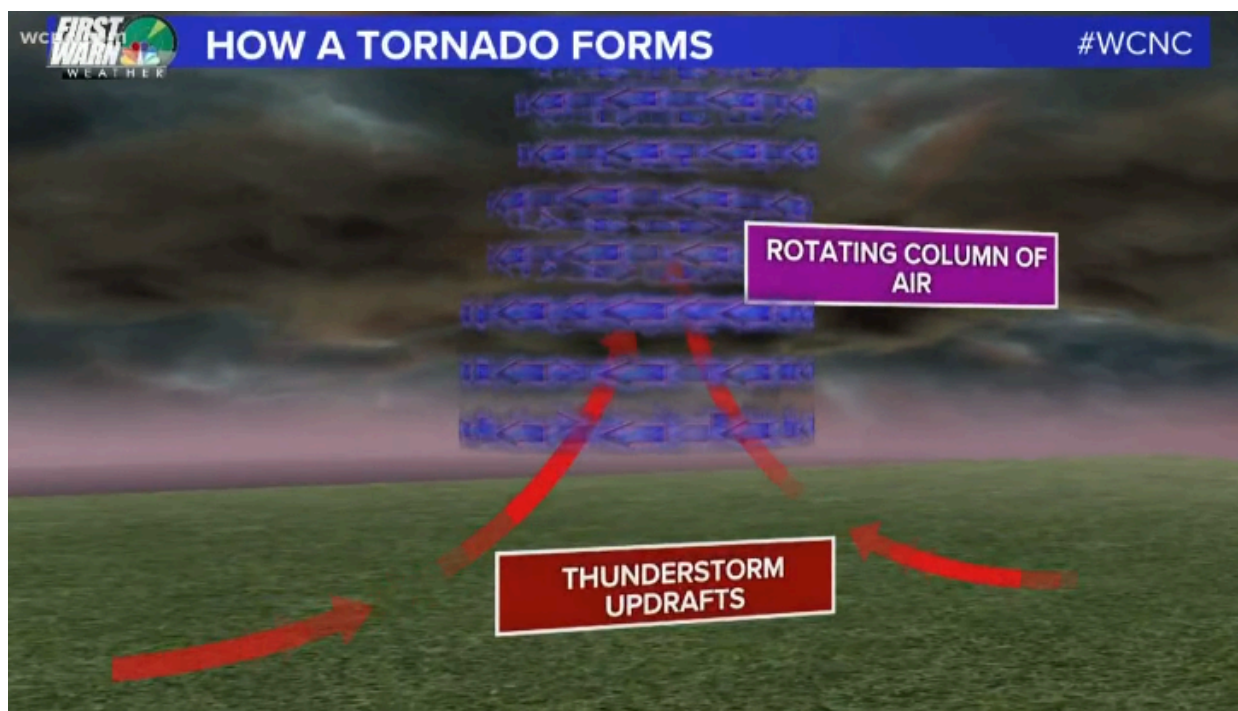 FIRST
WARN
WEATHER
HOW A TORNADO FORMS
#WCNC
ROTATING COLUMN OF
AIR
THUNDERSTORM
UPDRAFTS